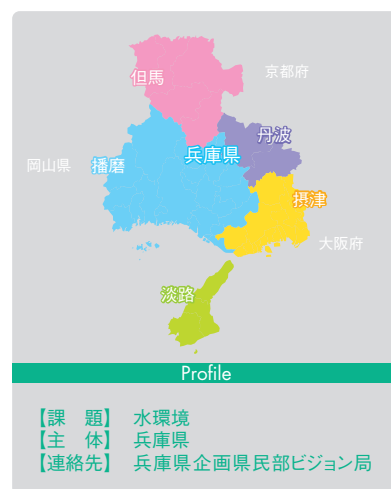 但馬
京都府
丹波
兵庫県
岡山県
播磨
摂津
大阪府
淡路
Profile
【課　題】　水環境
【主　体】　兵庫県
【連絡先】　兵庫県企画県民部ビジョン局